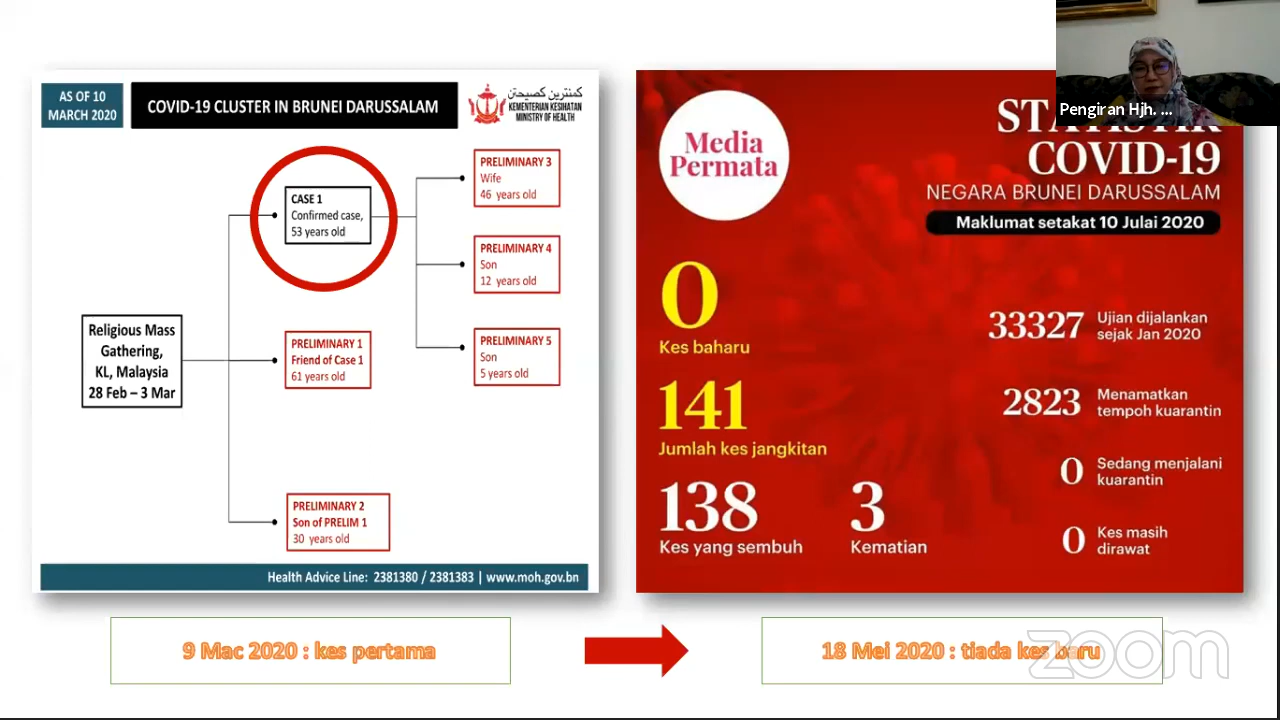 AS OF 10
MARCH 2020
COVID-19 CLUSTER IN BRUNEI DARUSSALAM
كمنترين كصيحتن
KEMENTERIAN KESIHATAN
MINISTRY OF HEALTH
CASE 1
Confirmed case,
53 years old
PRELIMINARY 3
Wife
46 years old
PRELIMINARY 4
Son
12 years old
Religious Mass
Gathering,
KL, Malaysia
28 Feb – 3 Mar
PRELIMINARY 1
Friend of Case 1
61 years old
PRELIMINARY 5
Son
5 years old
PRELIMINARY 2
Son of PRELIM 1
30 years old
Health Advice Line: 2381380 / 2381383 | www.moh.gov.bn
Media
Permata
STATISTIK
COVID-19
NEGARA BRUNEI DARUSSALAM
Maklumat setakat 10 Julai 2020
0
Kes baharu
141
Jumlah kes jangkitan
138
Kes yang sembuh
3
Kematian
33327 Ujian dijalankan
sejak Jan 2020
2823 Menamatkan
tempoh kuarantin
0 Sedang menjalani
kuarantin
0 Kes masih
dirawat
Pengiran Hjh. ...
9 Mac 2020 : kes pertama
18 Mei 2020 : tiada kes baru
zoom